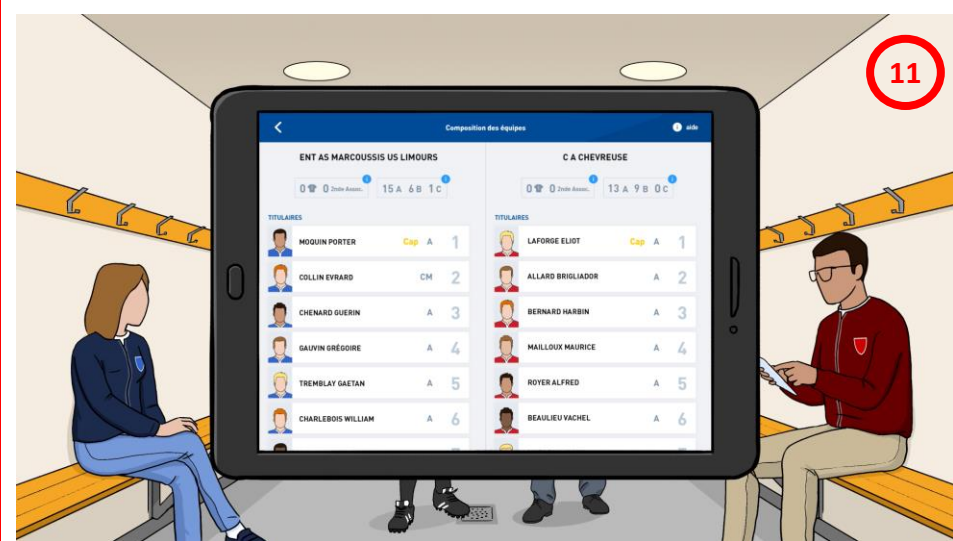 11
Composition des équipes
i aide
ENT AS MARCOUSSIS US LIMOURS
C A CHEVREUSE
0 0 2nde Assoc. 15 A 6 B 1 C
0 0 2nde Assoc. 13 A 9 B 0 C
TITULAIRES
TITULAIRES
MOQUIN PORTER Cap A 1
LAFORGE ELIOT Cap A 1
COLLIN EVRARD CM 2
ALLARD BRIGLIADOR A 2
CHENARD GUERIN A 3
BERNARD HARBIN A 3
GAUVIN GRÉGOIRE A 4
MAILLOUX MAURICE A 4
TREMBLAY GAETAN A 5
ROYER ALFRED A 5
CHARLEBOIS WILLIAM A 6
BEAULIEU VACHEL A 6